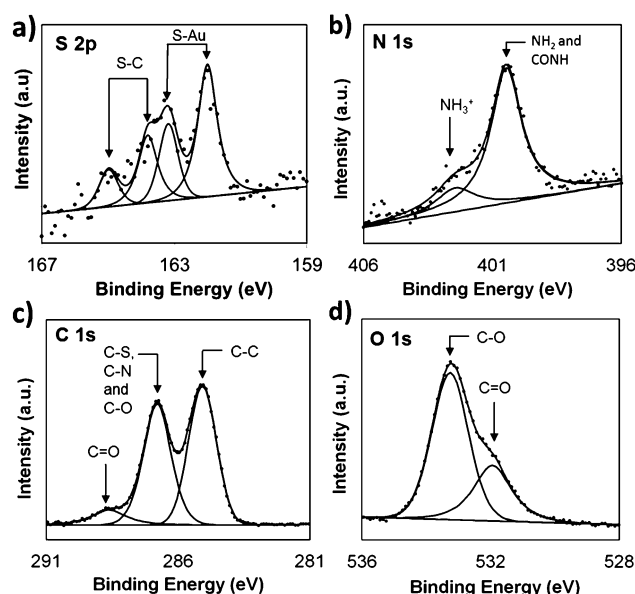 a)
S 2p
S-Au
S-C
Intensity (a.u)
167
163
159
Binding Energy (eV)
b)
N 1s
NH₂ and
CONH
NH₃⁺
Intensity (a.u.)
406
401
396
Binding Energy (eV)
c)
C 1s
C-S,
C-N
and
C-O
C-C
C=O
Intensity (a.u.)
291
286
281
Binding Energy (eV)
d)
O 1s
C-O
C=O
Intensity (a.u.)
536
532
528
Binding Energy (eV)